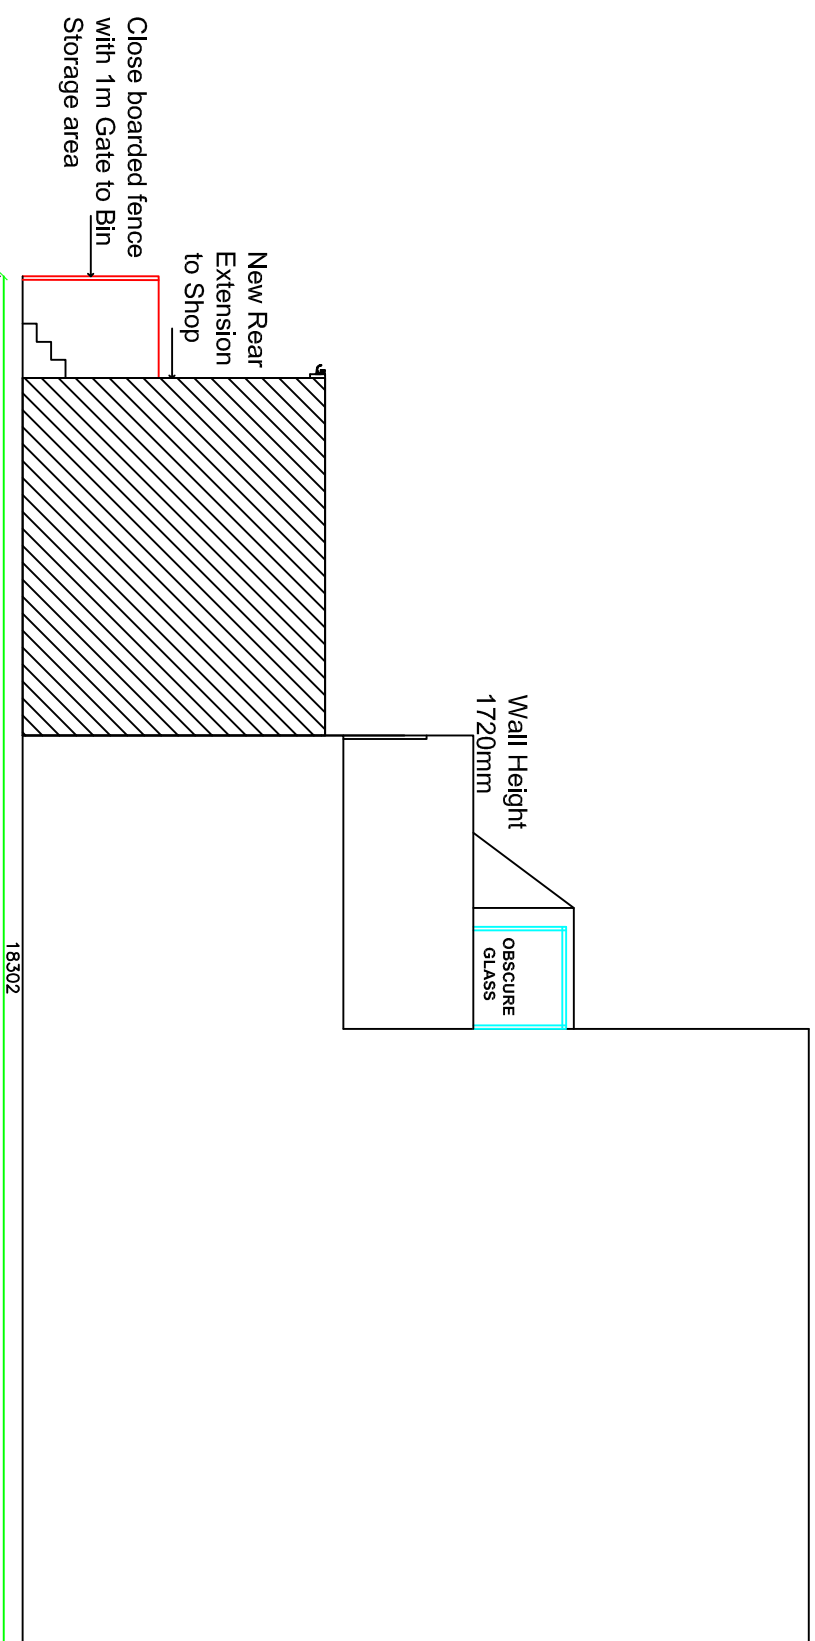 Close boarded fence
with 1m Gate to Bin
Storage area
New Rear
Extension
to Shop
Wall Height
1720mm
OBSCURE
GLASS
18302